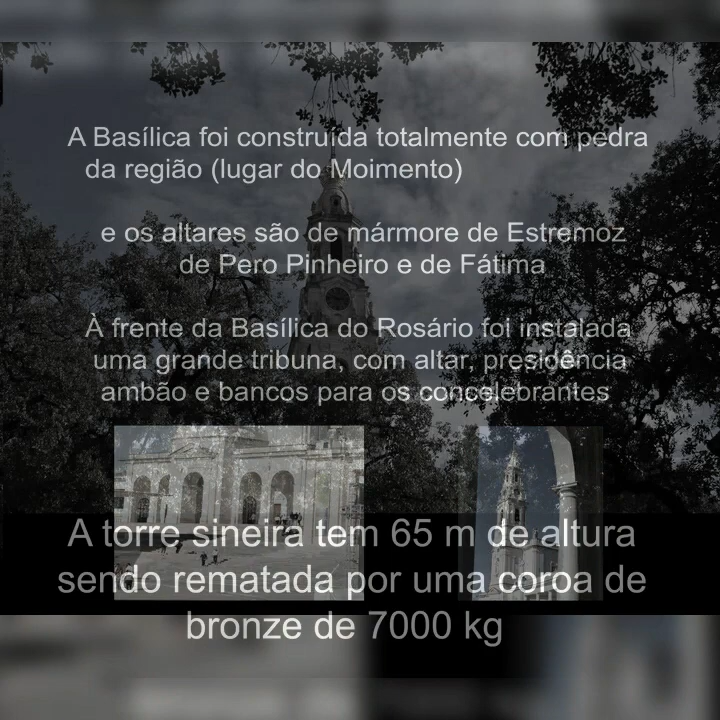 A Basílica foi construída totalmente com pedra
da região (lugar do Moimento)
e os altares são de mármore de Estremoz
de Pero Pinheiro e de Fátima
À frente da Basílica do Rosário foi instalada
uma grande tribuna, com altar, presidência
ambão e bancos para os concelebrantes
A torre sineira tem 65 m de altura
sendo rematada por uma coroa de
bronze de 7000 kg